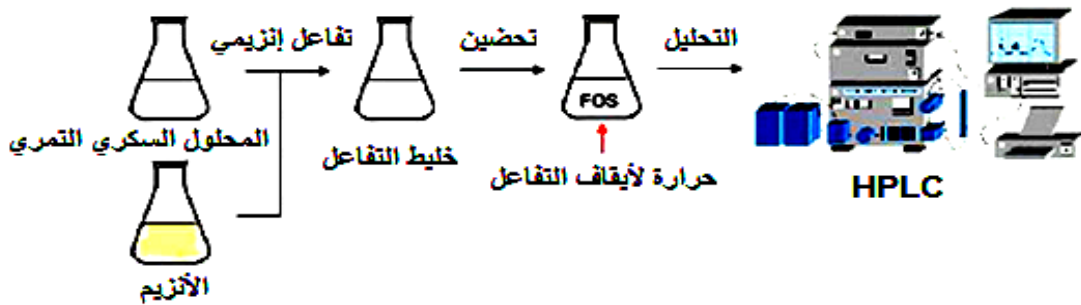 تفاعل إنزيمي
تحضين
التحليل
FOS
المحلول السكري التمري
خليط التفاعل
حرارة لأيقاف التفاعل
HPLC
الأنزيم